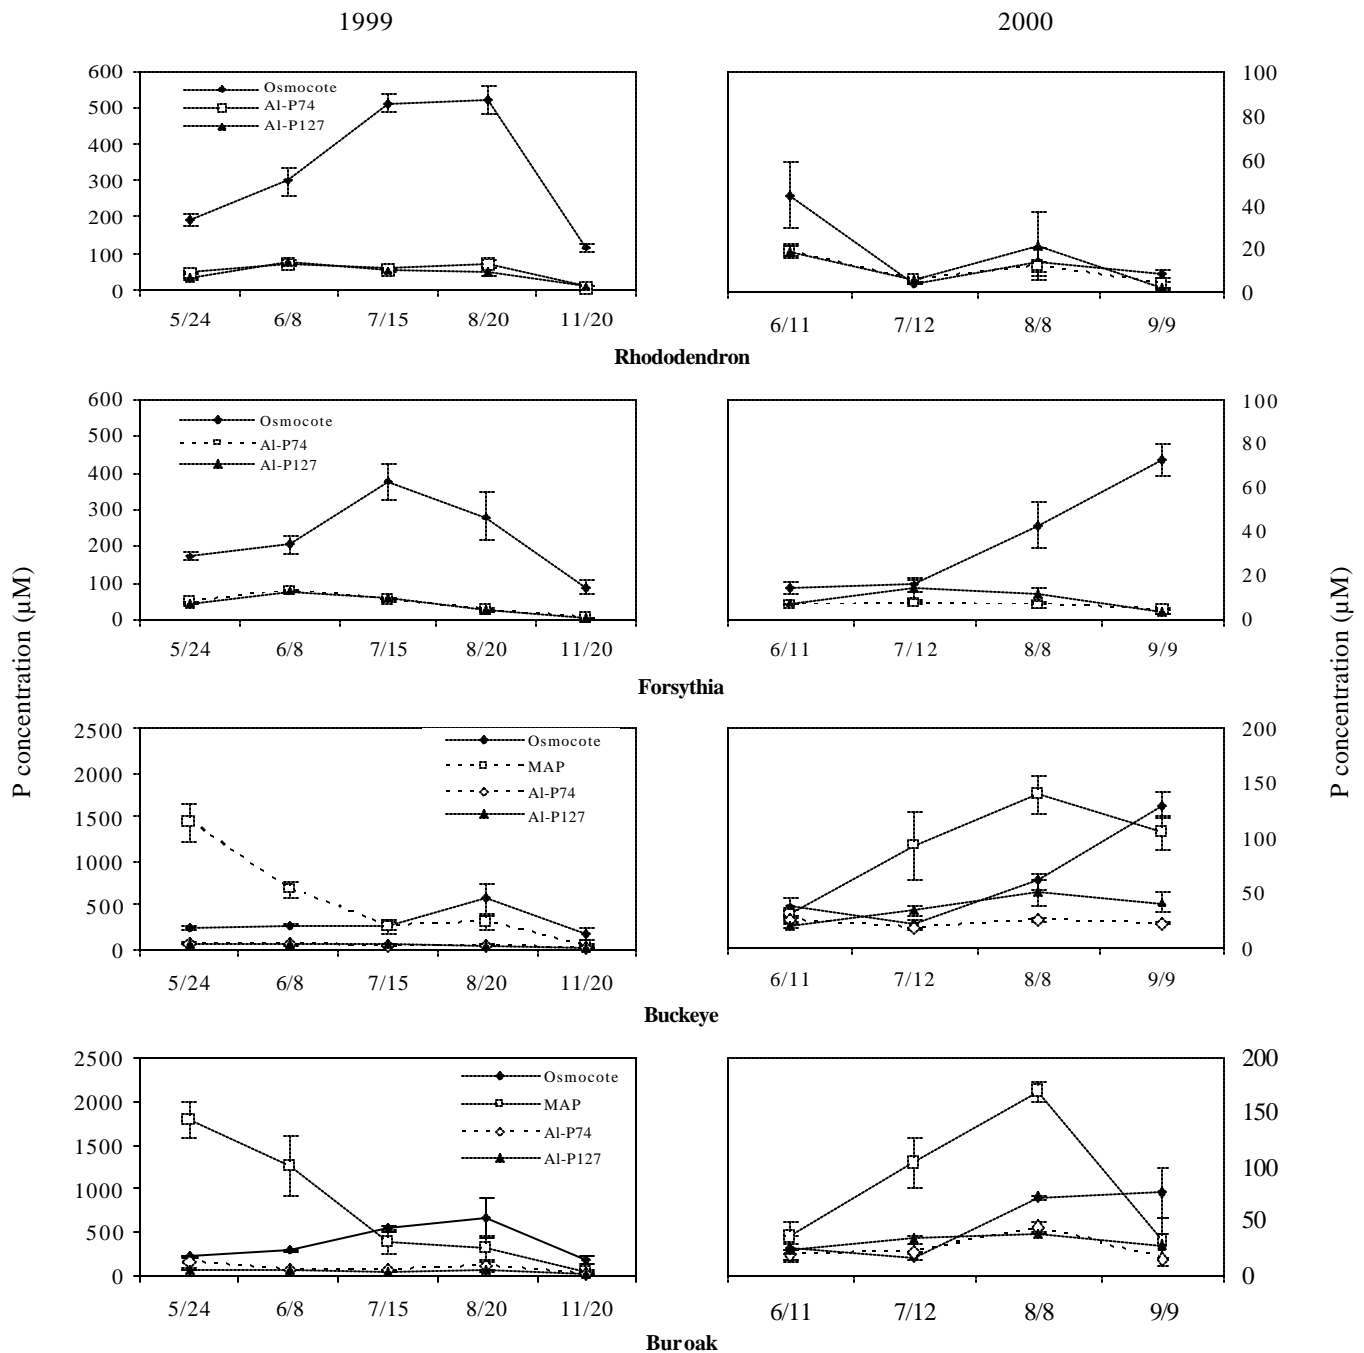 1999
2000
600
500
400
300
200
100
0
Osmocote
Al-P74
Al-P127
5/24 6/8 7/15 8/20 11/20
100
80
60
40
20
0
6/11 7/12 8/8 9/9
Rhododendron
600
500
400
300
200
100
0
Osmocote
Al-P74
Al-P127
5/24 6/8 7/15 8/20 11/20
100
80
60
40
20
0
6/11 7/12 8/8 9/9
Forsythia
P concentration (µM)
P concentration (µM)
2500
2000
1500
1000
500
0
Osmocote
MAP
Al-P74
Al-P127
5/24 6/8 7/15 8/20 11/20
200
150
100
50
0
6/11 7/12 8/8 9/9
Buckeye
2500
2000
1500
1000
500
0
Osmocote
MAP
Al-P74
Al-P127
5/24 6/8 7/15 8/20 11/20
200
150
100
50
0
6/11 7/12 8/8 9/9
Buroak